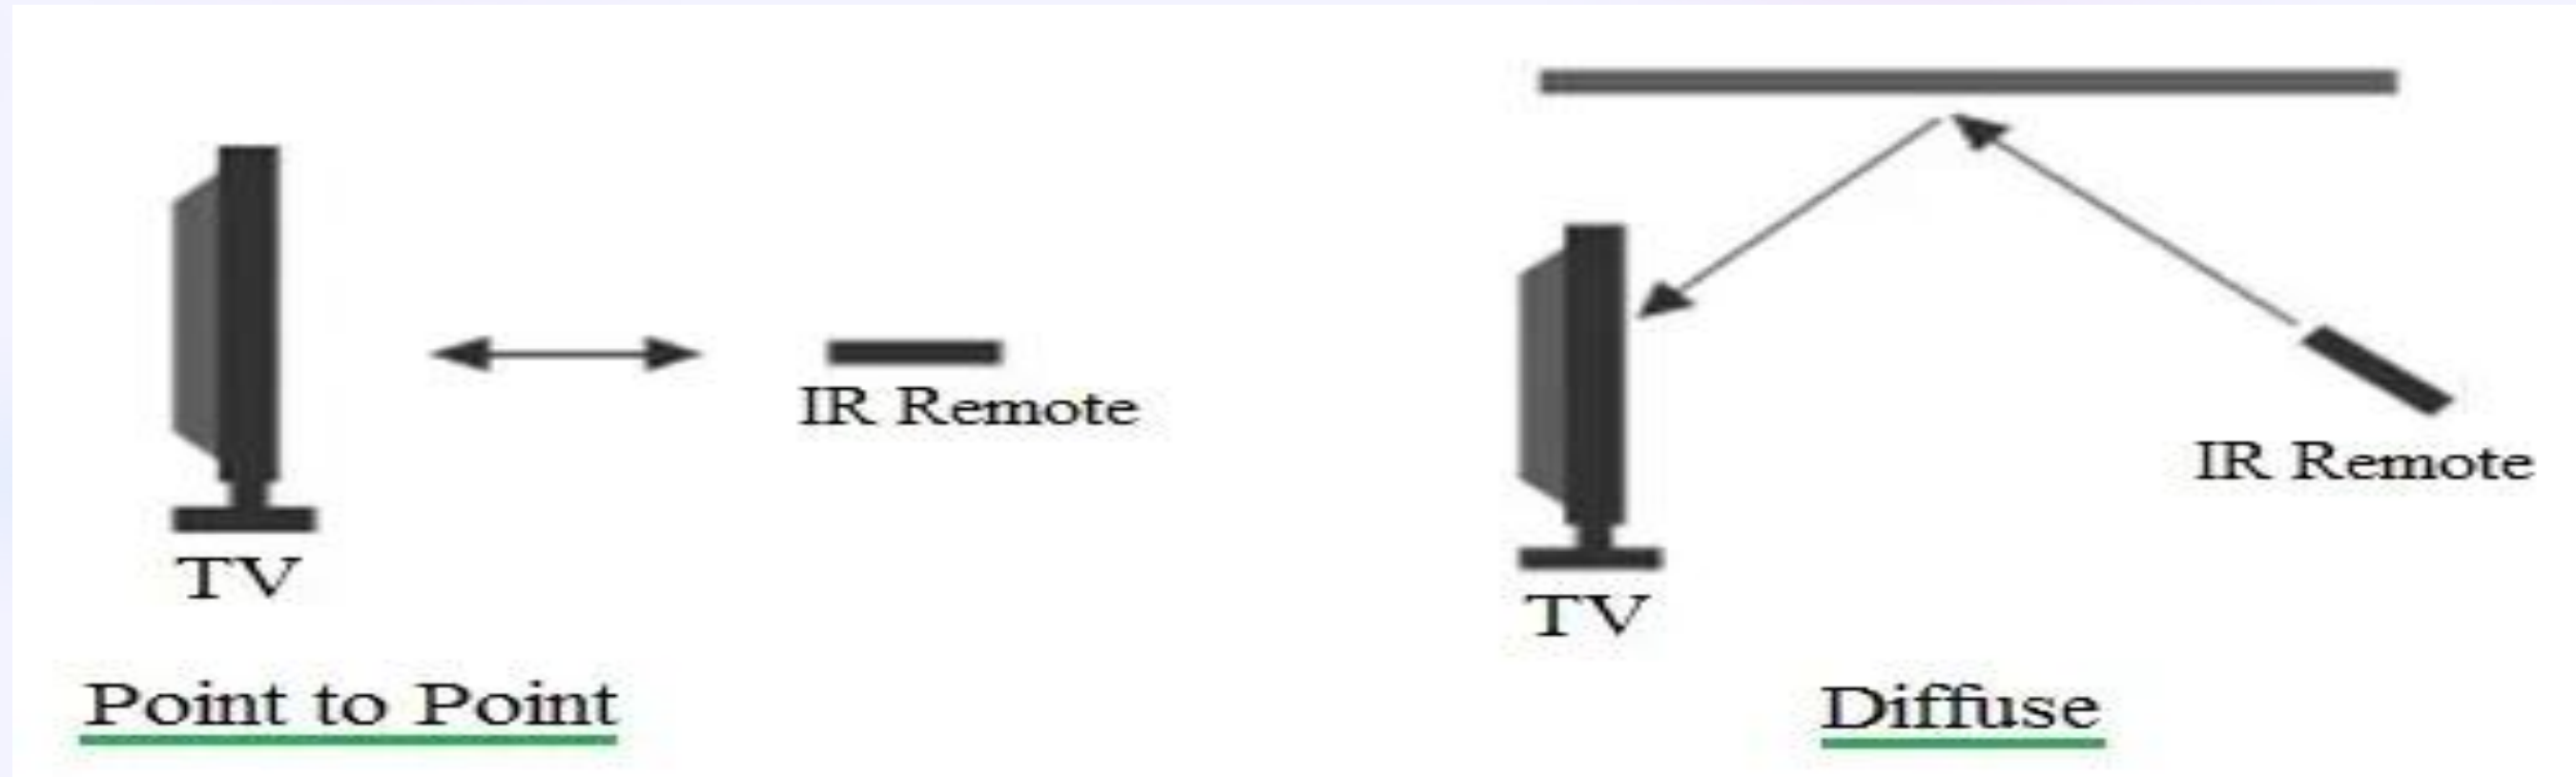 IR Remote
TV
Point to Point
IR Remote
TV
Diffuse